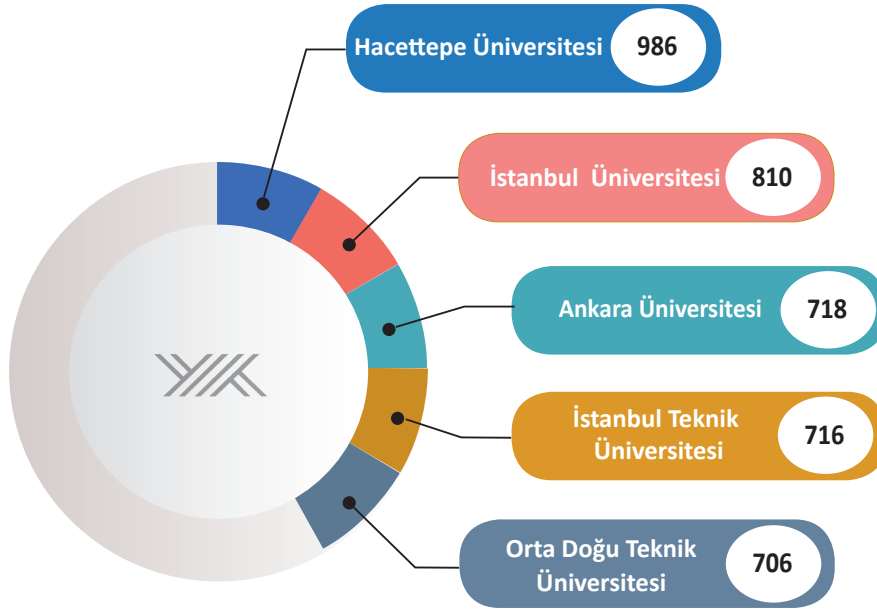 Hacettepe Üniversitesi 986
İstanbul Üniversitesi 810
Ankara Üniversitesi 718
İstanbul Teknik
Üniversitesi 716
Orta Doğu Teknik
Üniversitesi 706